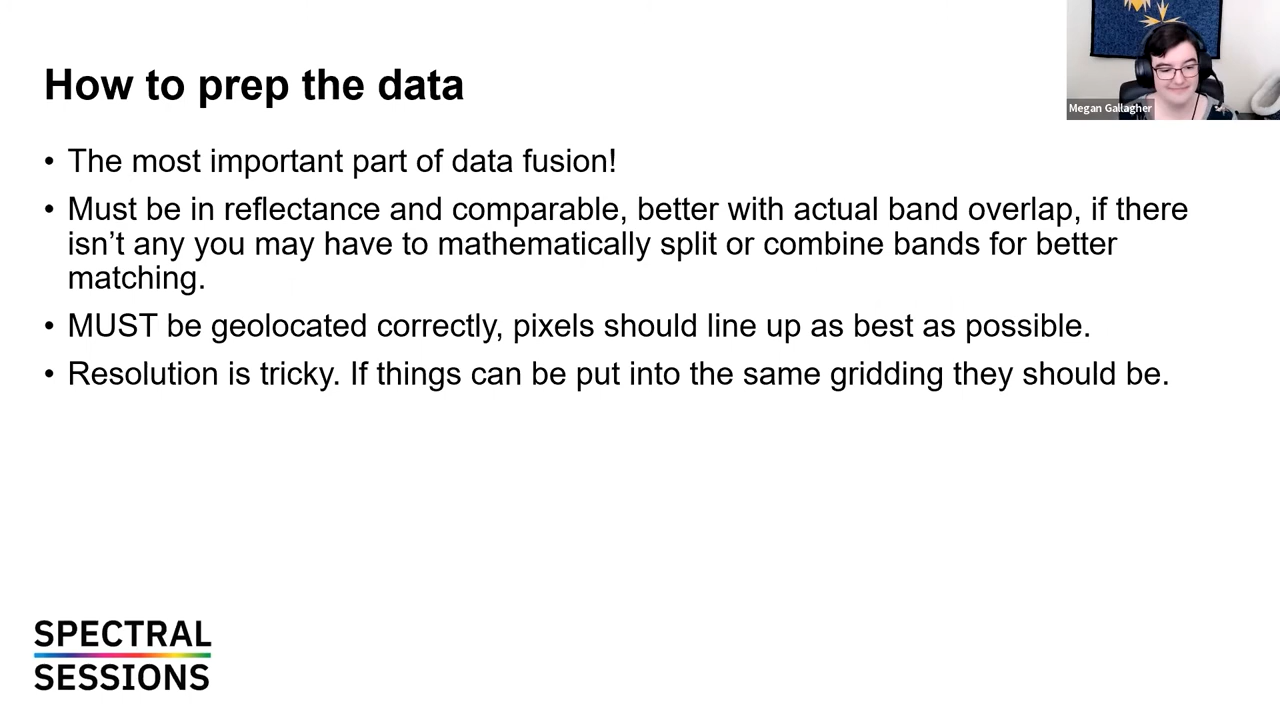 How to prep the data
Megan Gallagher
• The most important part of data fusion!
• Must be in reflectance and comparable, better with actual band overlap, if there
isn’t any you may have to mathematically split or combine bands for better
matching.
• MUST be geolocated correctly, pixels should line up as best as possible.
• Resolution is tricky. If things can be put into the same gridding they should be.
SPECTRAL
SESSIONS